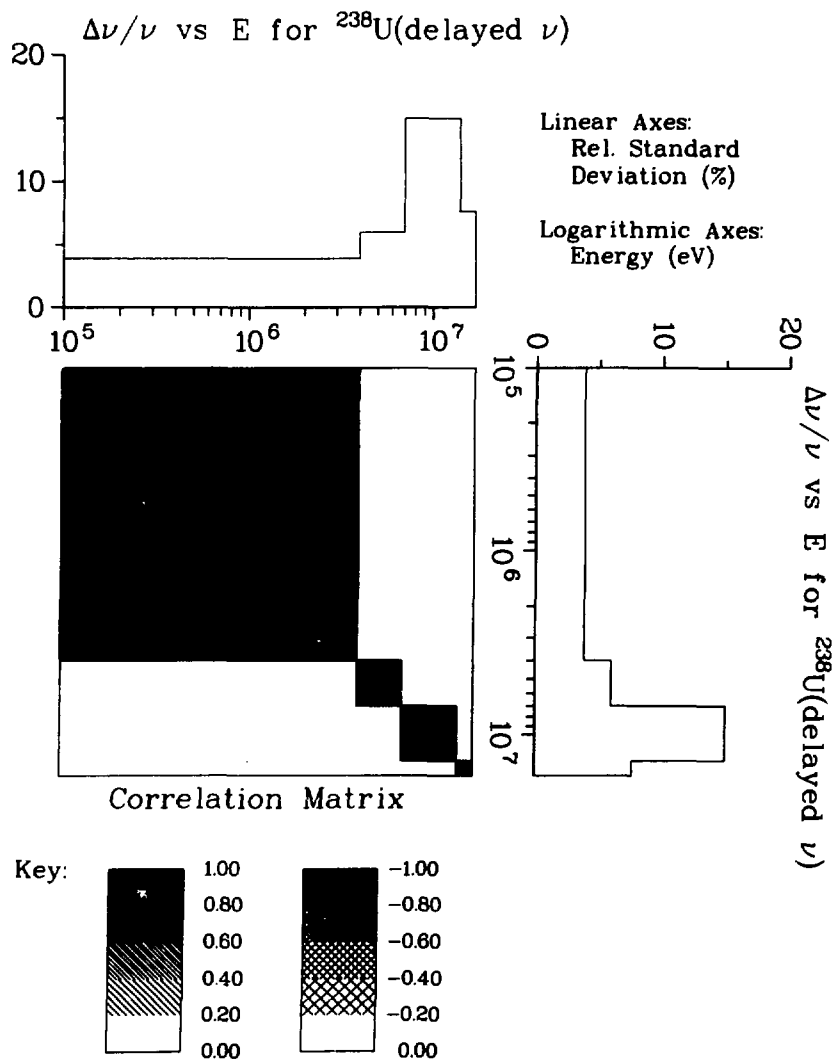 Δν/ν vs E for ²³⁸U(delayed ν)
20
10
0
10⁵
10⁶
10⁷
Linear Axes:
Rel. Standard
Deviation (%)
Logarithmic Axes:
Energy (eV)
0
10
20
10⁵
10⁶
10⁷
Δν/ν vs E for ²³⁸U(delayed ν)
Correlation Matrix
Key:
1.00
0.80
0.60
0.40
0.20
0.00
-1.00
-0.80
-0.60
-0.40
-0.20
0.00